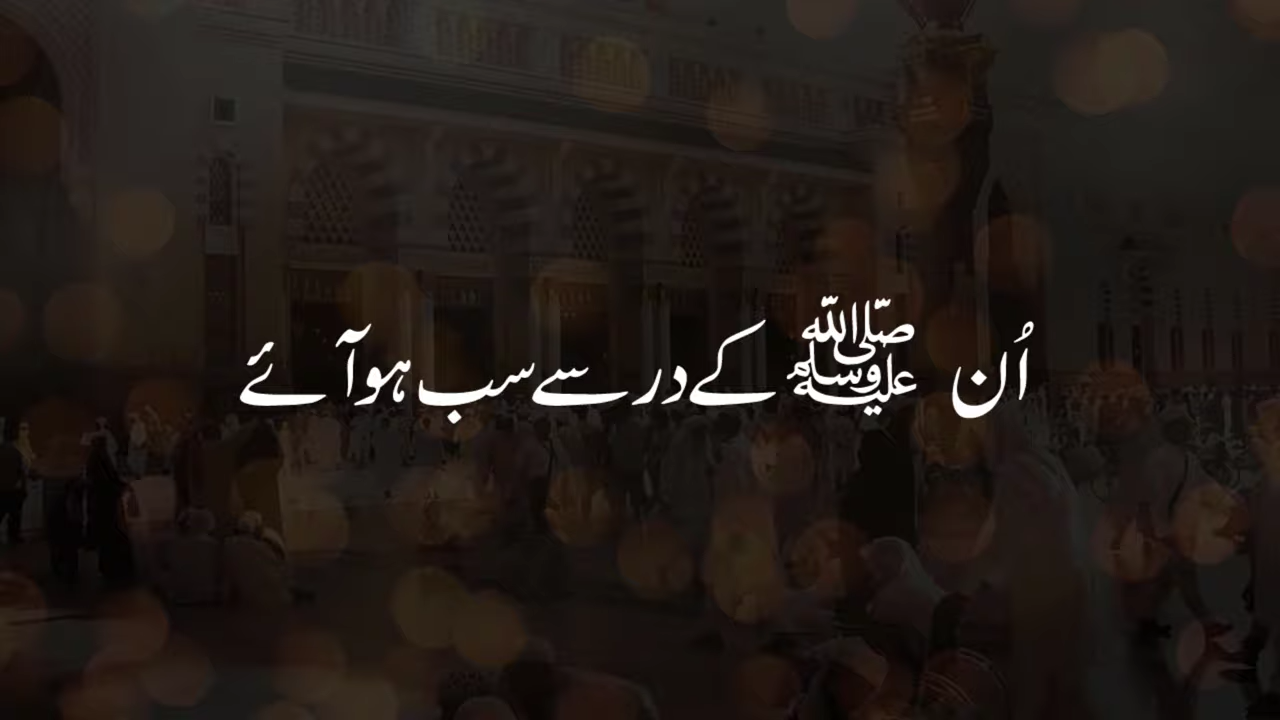 اُن ﷺ کے در سے سب ہو آئے